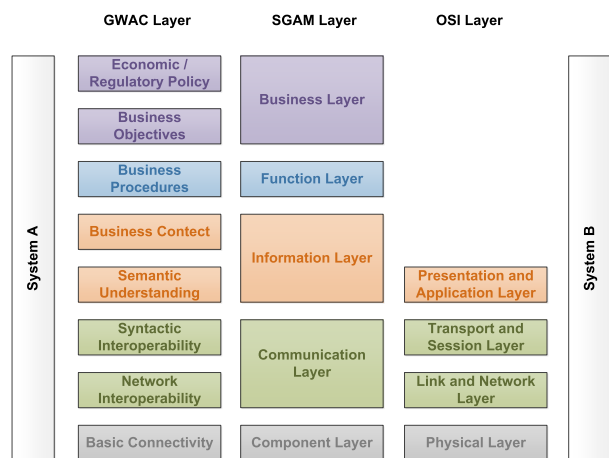 GWAC Layer
SGAM Layer
OSI Layer
System A
Economic /
Regulatory Policy
Business
Objectives
Business
Procedures
Business Contect
Semantic
Understanding
Syntactic
Interoperability
Network
Interoperability
Basic Connectivity
Business Layer
Function Layer
Information Layer
Communication
Layer
Component Layer
Presentation and
Application Layer
Transport and
Session Layer
Link and Network
Layer
Physical Layer
System B